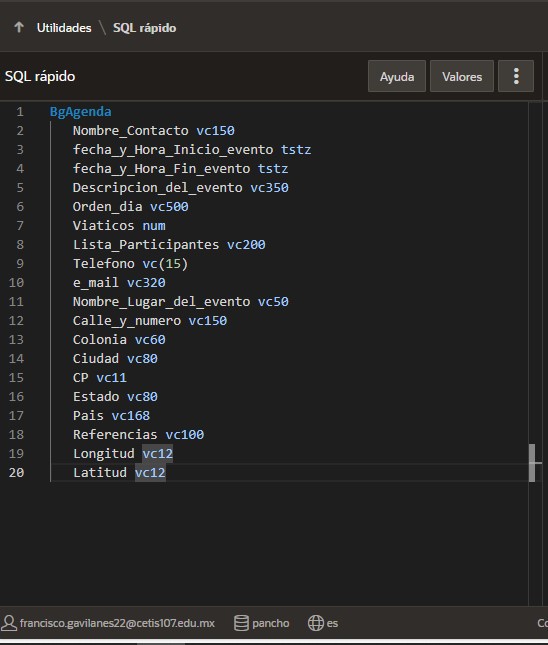 Utilidades \ SQL rápido
SQL rápido Ayuda Valores
1 BgAgenda
2 Nombre_Contacto vc150
3 fecha_y_Hora_Inicio_evento tstz
4 fecha_y_Hora_Fin_evento tstz
5 Descripcion_del_evento vc350
6 Orden_dia vc500
7 Viaticos num
8 Lista_Participantes vc200
9 Telefono vc(15)
10 e_mail vc320
11 Nombre_Lugar_del_evento vc50
12 Calle_y_numero vc150
13 Colonia vc60
14 Ciudad vc80
15 CP vc11
16 Estado vc80
17 Pais vc168
18 Referencias vc100
19 Longitud vc12
20 Latitud vc12
francisco.gavilanes22@cetis107.edu.mx pancho es